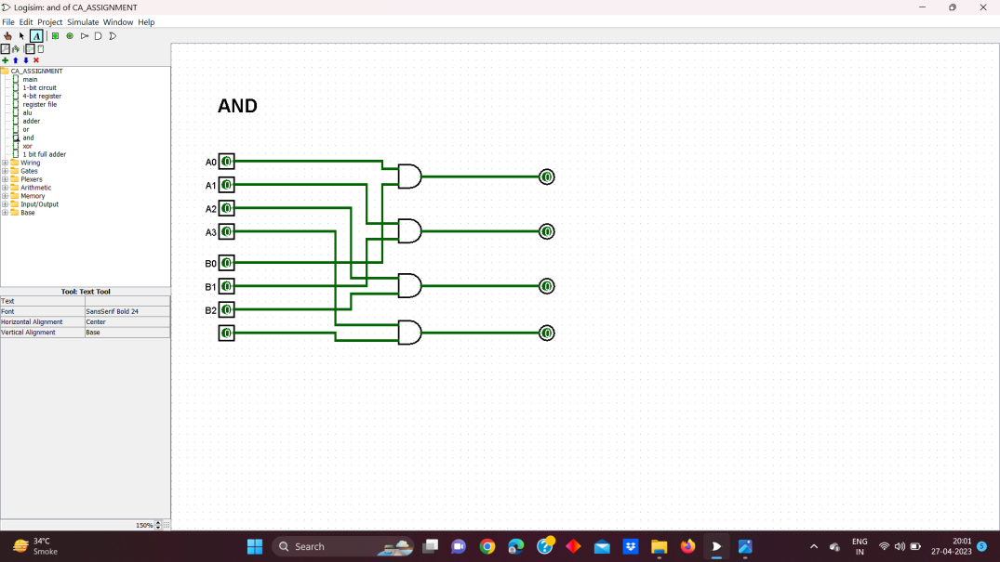 Logisim: and of CA_ASSIGNMENT
File Edit Project Simulate Window Help
A
CA_ASSIGNMENT
main
1-bit circuit
4-bit register
register file
alu
adder
or
and
xor
1 bit full adder
Wiring
Gates
Plexers
Arithmetic
Memory
Input/Output
Base
Tool: Text Tool
Text
Font SansSerif Bold 24
Horizontal Alignment Center
Vertical Alignment Base
150%
AND
A0 0 0
A1 0 0
A2 0
A3 0
B0 0
B1 0 0
B2 0
0 0
34°C
Smoke
Search
ENG
IN
20:01
27-04-2023
5